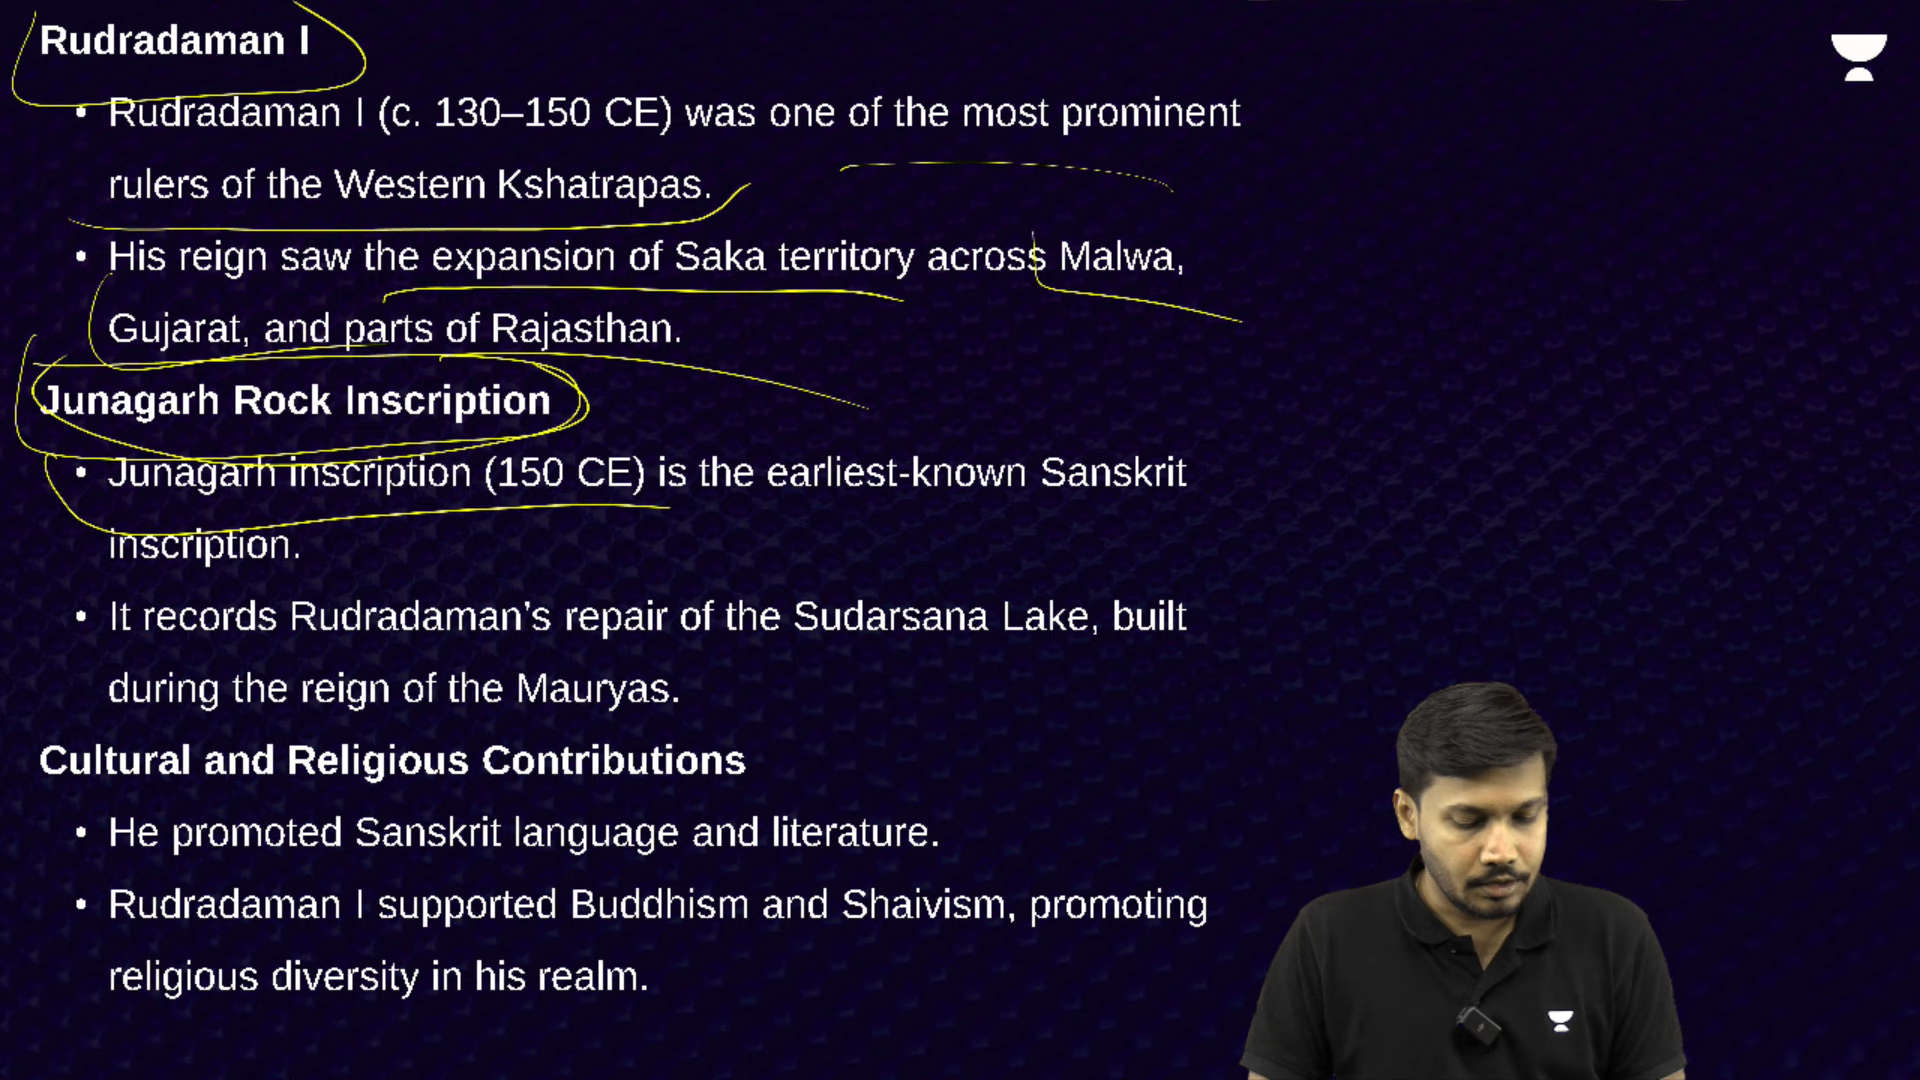 Rudradaman I
• Rudradaman I (c. 130–150 CE) was one of the most prominent
rulers of the Western Kshatrapas.
• His reign saw the expansion of Saka territory across Malwa,
Gujarat, and parts of Rajasthan.
Junagarh Rock Inscription
• Junagarh inscription (150 CE) is the earliest-known Sanskrit
inscription.
• It records Rudradaman's repair of the Sudarsana Lake, built
during the reign of the Mauryas.
Cultural and Religious Contributions
• He promoted Sanskrit language and literature.
• Rudradaman I supported Buddhism and Shaivism, promoting
religious diversity in his realm.